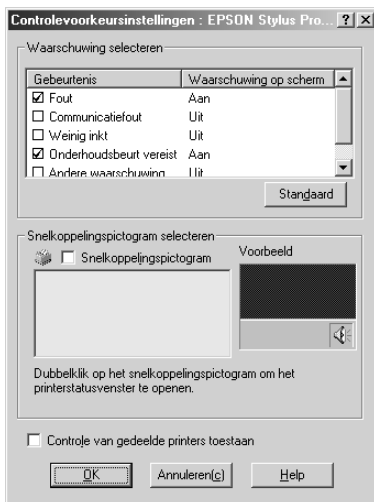 Controlevoorkeursinstellingen : EPSON Stylus Pro... ? X
Waarschuwing selecteren
Gebeurtenis Waarschuwing op scherm
Fout Aan
Communicatiefout Uit
Weinig inkt Uit
Onderhoudsbeurt vereist Aan
Andere waarschuwing Uit
Standaard
Snelkoppelingspictogram selecteren
Snelkoppelingspictogram
Voorbeeld
Dubbelklik op het snelkoppelingspictogram om het
printerstatusvenster te openen.
Controle van gedeelde printers toestaan
OK Annuleren(c) Help